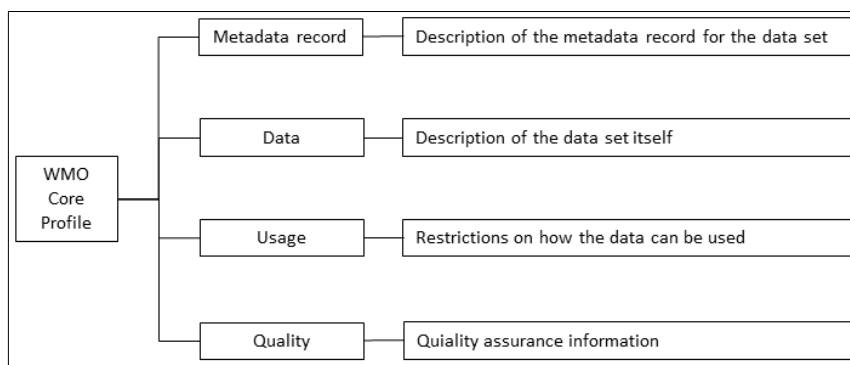 Metadata record
Description of the metadata record for the data set
Data
Description of the data set itself
WMO
Core
Profile
Usage
Restrictions on how the data can be used
Quality
Quiality assurance information